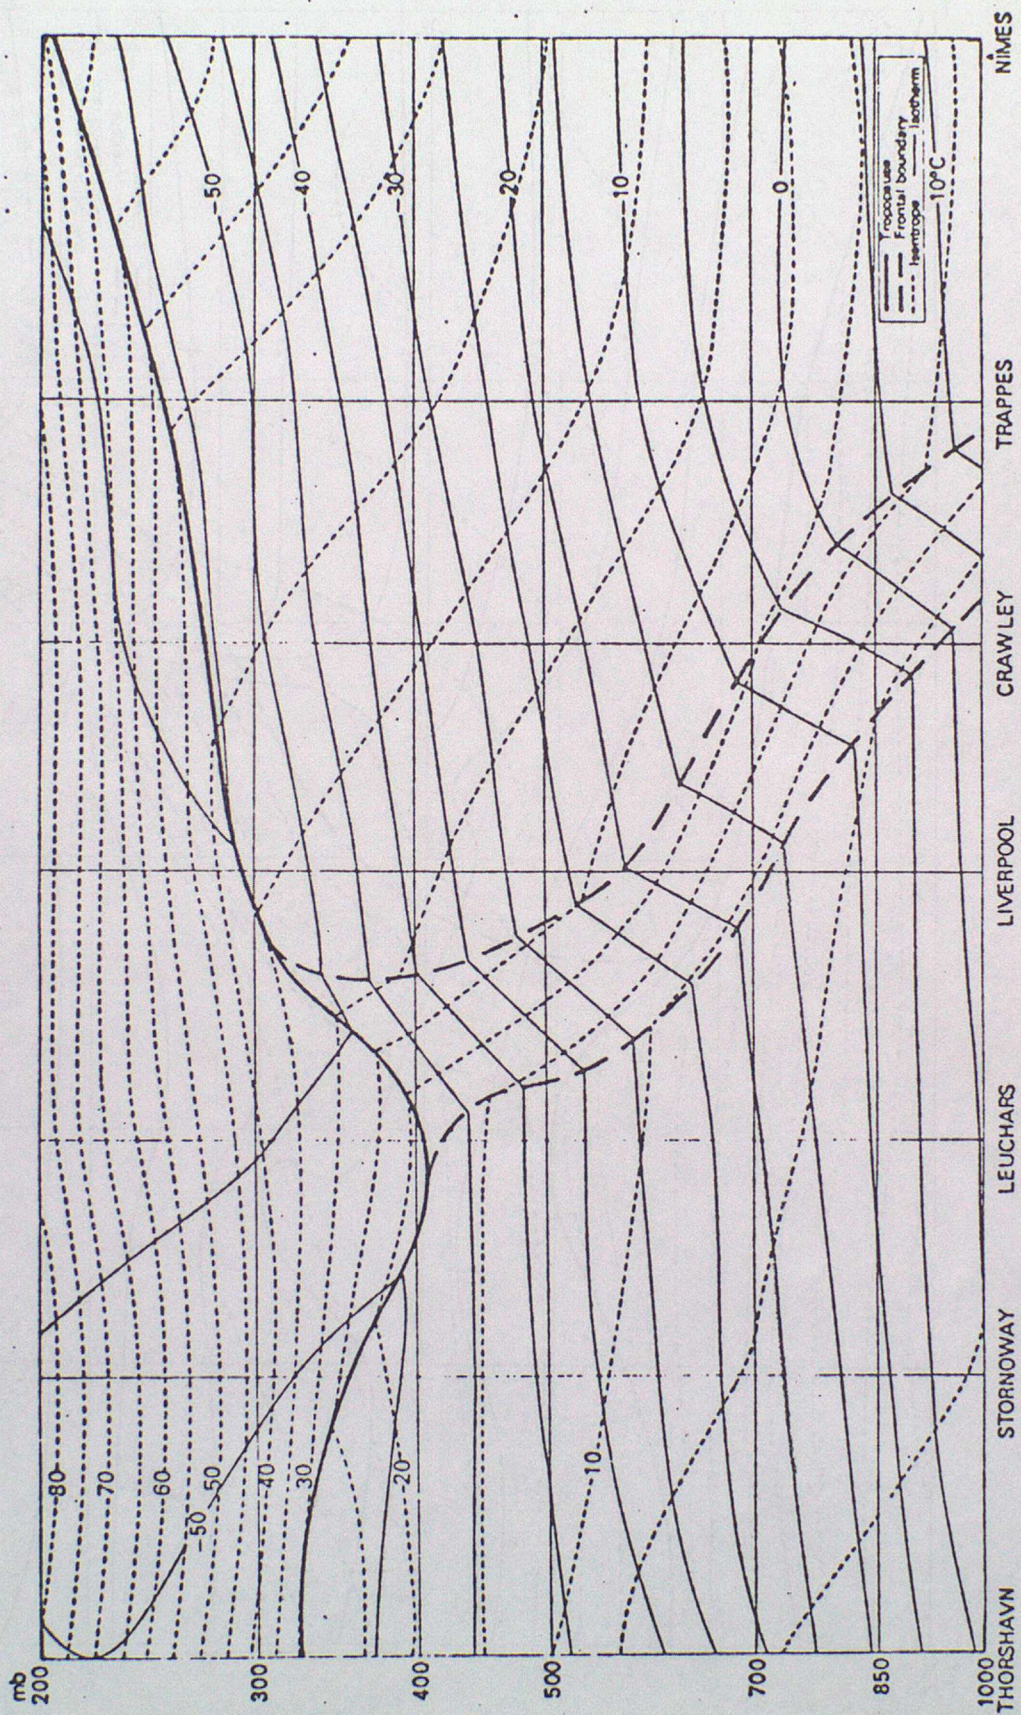 mb
200
300
400
500
700
850
1000
THORSHAVN
STORNOWAY
LEUCHARS
LIVERPOOL
CRAWLEY
TRAPPES
NÎMES
80
70
60
50
-50
40
30
20
10
-50
-40
-30
-20
-10
0
10°C
Tropopause
Frontal boundary
Isentrope
Isotherm